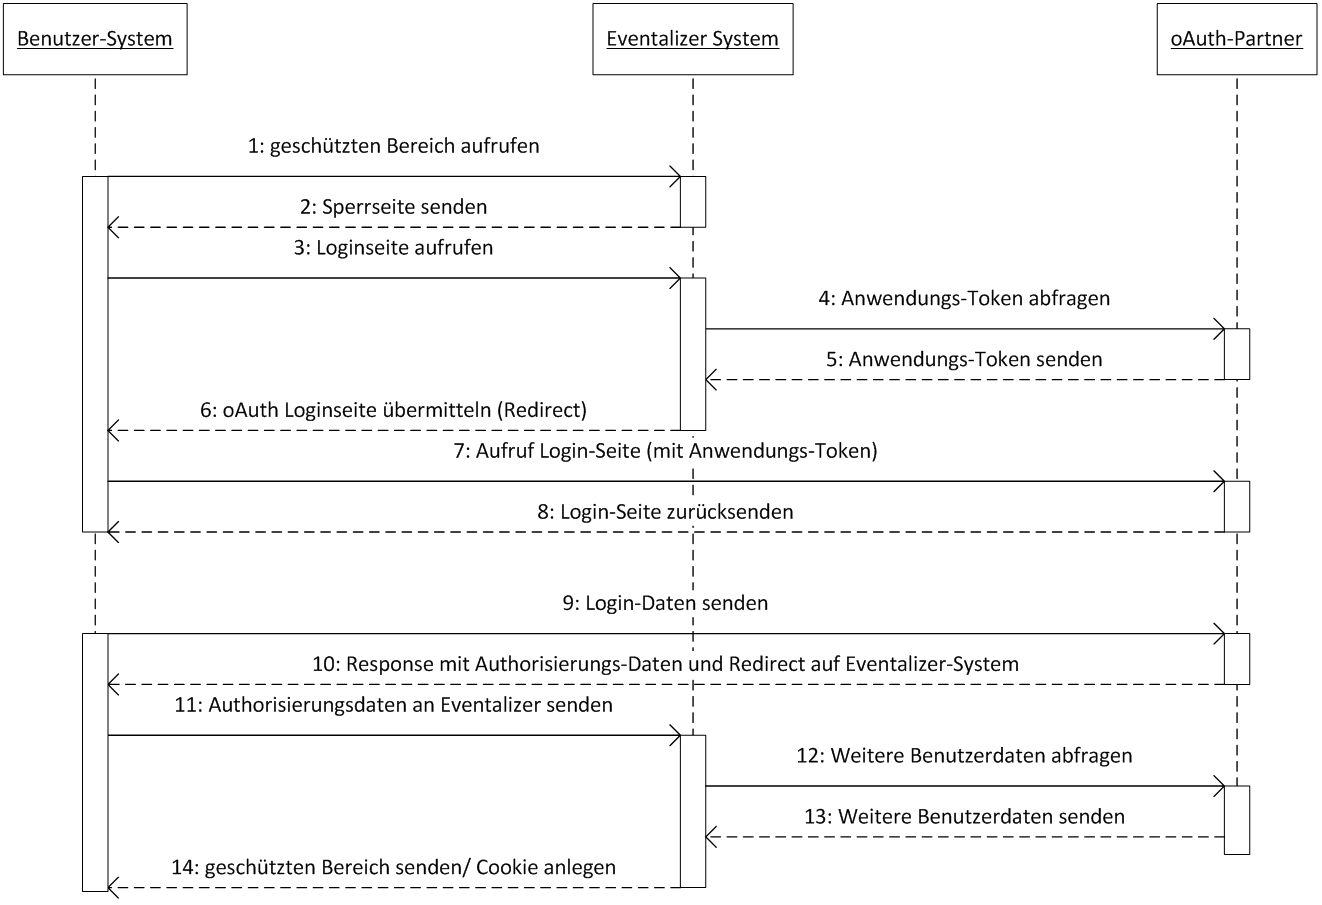 Benutzer-System
Eventalizer System
oAuth-Partner
1: geschützten Bereich aufrufen
2: Sperrseite senden
3: Loginseite aufrufen
4: Anwendungs-Token abfragen
5: Anwendungs-Token senden
6: oAuth Loginseite übermitteln (Redirect)
7: Aufruf Login-Seite (mit Anwendungs-Token)
8: Login-Seite zurücksenden
9: Login-Daten senden
10: Response mit Authorisierungs-Daten und Redirect auf Eventalizer-System
11: Authorisierungsdaten an Eventalizer senden
12: Weitere Benutzerdaten abfragen
13: Weitere Benutzerdaten senden
14: geschützten Bereich senden/ Cookie anlegen